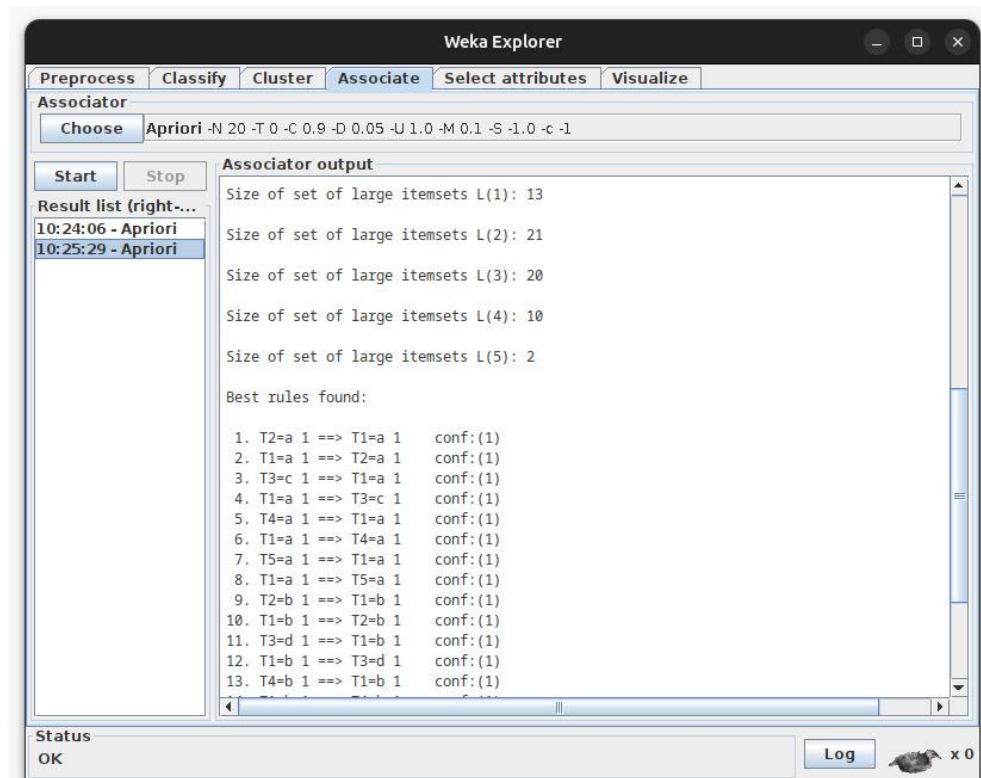 Weka Explorer
Preprocess Classify Cluster Associate Select attributes Visualize
Associator
Choose Apriori -N 20 -T 0 -C 0.9 -D 0.05 -U 1.0 -M 0.1 -S -1.0 -c -1
Start Stop
Result list (right-...
10:24:06 - Apriori
10:25:29 - Apriori
Associator output
Size of set of large itemsets L(1): 13
Size of set of large itemsets L(2): 21
Size of set of large itemsets L(3): 20
Size of set of large itemsets L(4): 10
Size of set of large itemsets L(5): 2
Best rules found:
1. T2=a 1 ==> T1=a 1 conf:(1)
2. T1=a 1 ==> T2=a 1 conf:(1)
3. T3=c 1 ==> T1=a 1 conf:(1)
4. T1=a 1 ==> T3=c 1 conf:(1)
5. T4=a 1 ==> T1=a 1 conf:(1)
6. T1=a 1 ==> T4=a 1 conf:(1)
7. T5=a 1 ==> T1=a 1 conf:(1)
8. T1=a 1 ==> T5=a 1 conf:(1)
9. T2=b 1 ==> T1=b 1 conf:(1)
10. T1=b 1 ==> T2=b 1 conf:(1)
11. T3=d 1 ==> T1=b 1 conf:(1)
12. T1=b 1 ==> T3=d 1 conf:(1)
13. T4=b 1 ==> T1=b 1 conf:(1)
Status
OK
Log x 0